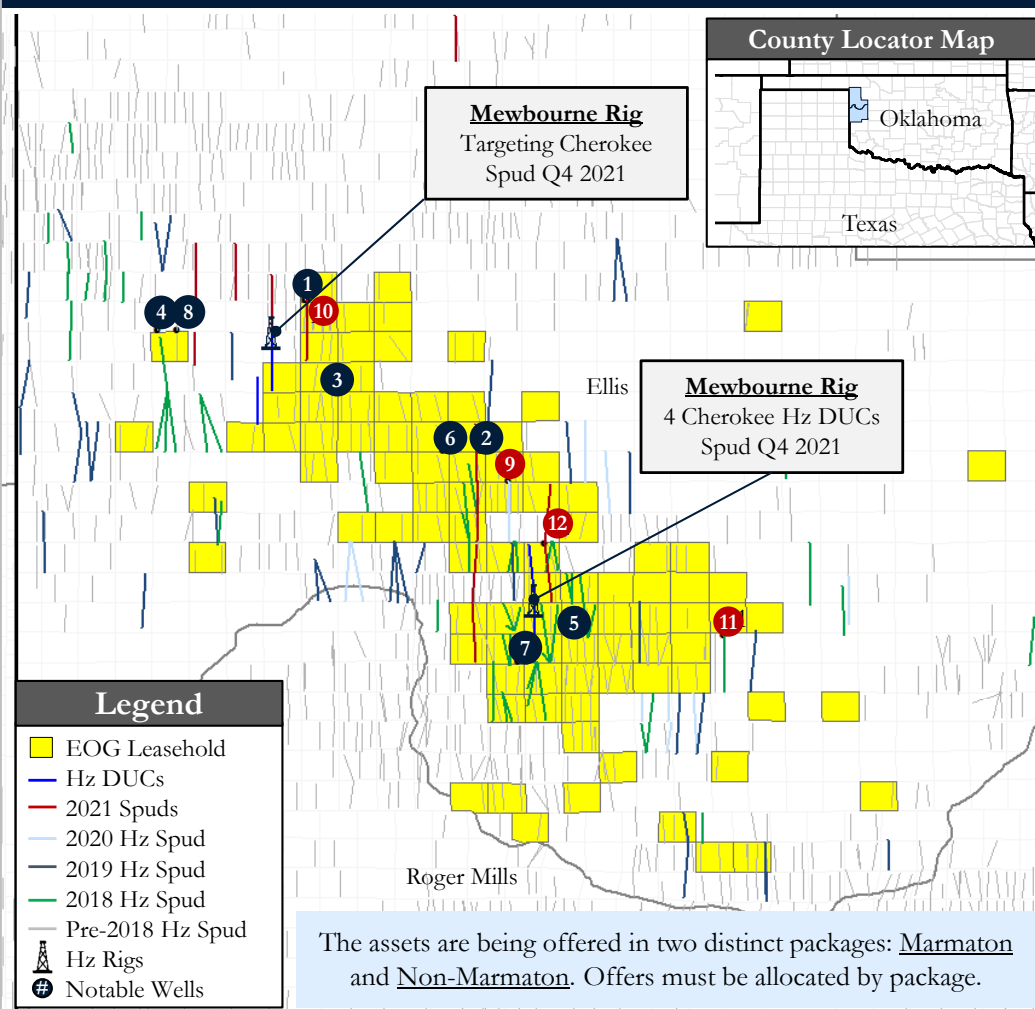 County Locator Map
Oklahoma
Texas
Mewbourne Rig
Targeting Cherokee
Spud Q4 2021
1
10
4
8
3
Ellis
Mewbourne Rig
4 Cherokee Hz DUCs
Spud Q4 2021
6
2
9
12
5
11
7
Legend
EOG Leasehold
Hz DUCs
2021 Spuds
2020 Hz Spud
2019 Hz Spud
2018 Hz Spud
Pre-2018 Hz Spud
Hz Rigs
# Notable Wells
Roger Mills
The assets are being offered in two distinct packages: Marmaton
and Non-Marmaton. Offers must be allocated by package.